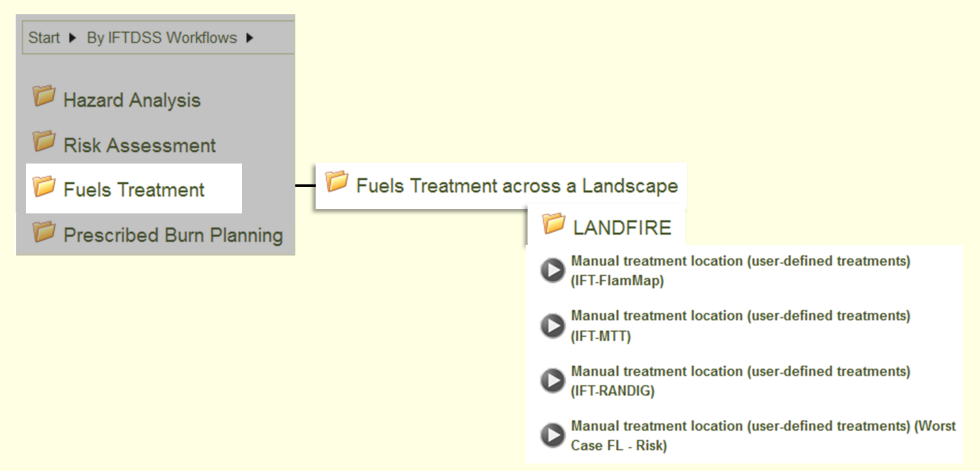 Start ▶ By IFTDSS Workflows ▶
Hazard Analysis
Risk Assessment
Fuels Treatment
Prescribed Burn Planning
Fuels Treatment across a Landscape
LANDFIRE
Manual treatment location (user-defined treatments)
(IFT-FlamMap)
Manual treatment location (user-defined treatments)
(IFT-MTT)
Manual treatment location (user-defined treatments)
(IFT-RANDIG)
Manual treatment location (user-defined treatments) (Worst
Case FL - Risk)